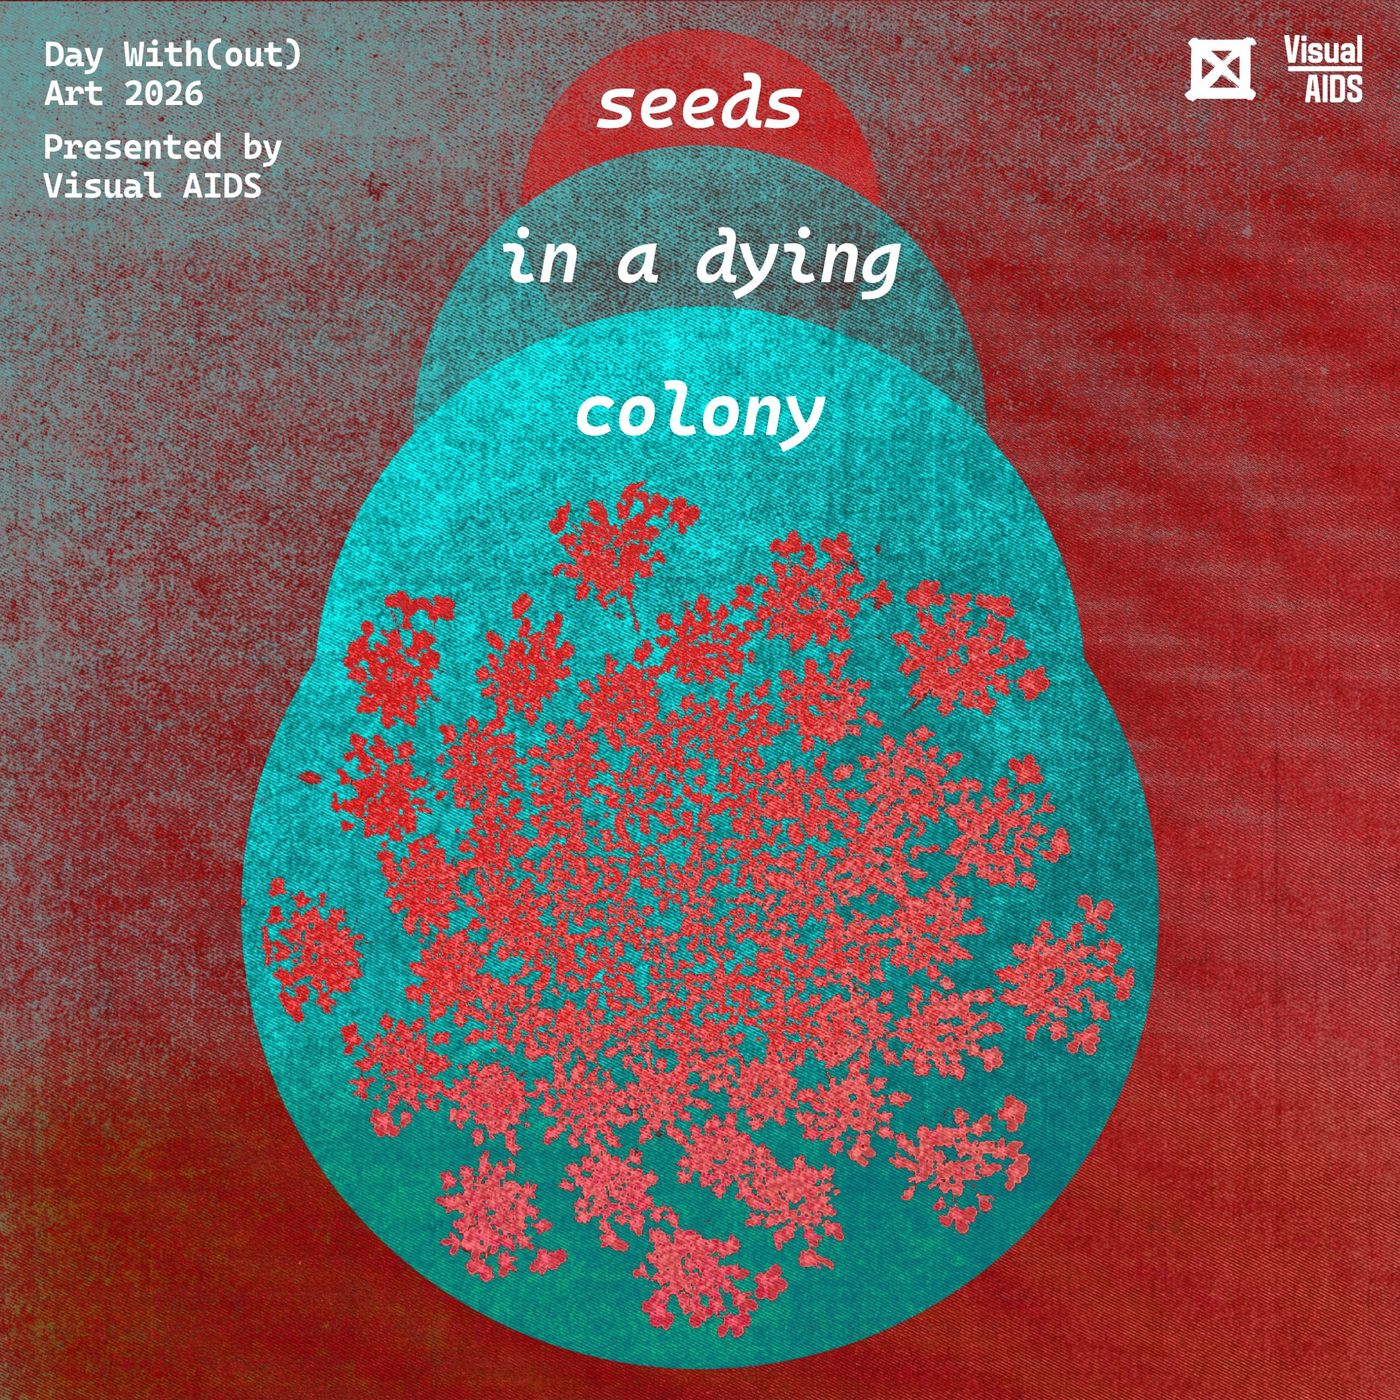 Day With(out)
Art 2026
Presented by
Visual AIDS
Visual
AIDS
seeds
in a dying
colony